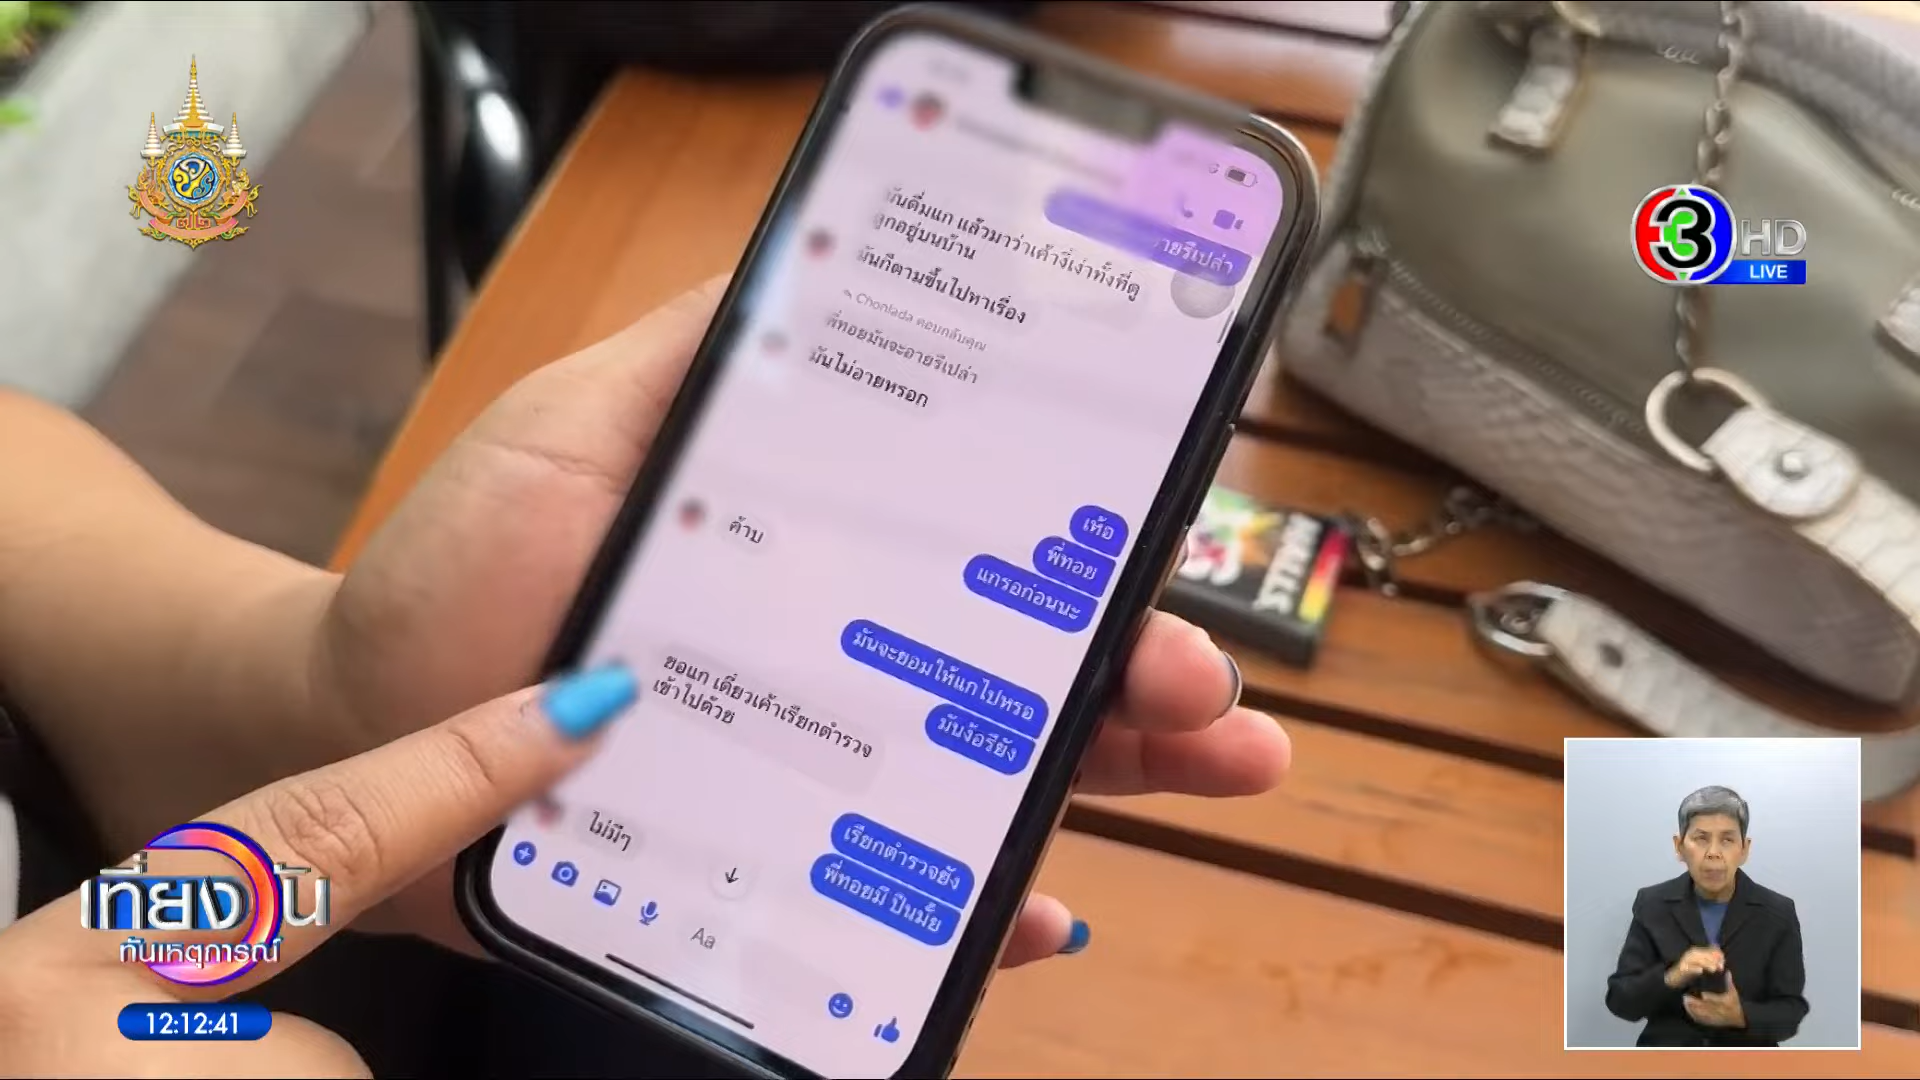 3 HD
LIVE
ายรึเปล่า
มันดื่มแก แล้วมาว่าเค้างี่เง่าทั้งที่ดู
ลูกอยู่บนบ้าน
มันก็ตามขึ้นไปหาเรื่อง
Chonlada ตอบกลับคุณ
พี่ทอยมันจะอายรึเปล่า
มันไม่อายหรอก
เห้อ
พี่ทอย
แกรอก่อนนะ
ค้าบ
มันจะยอมให้แกไปหรอ
มันง้อรึยัง
ขอแก เดี๋ยวเค้าเรียกตำรวจ
เข้าไปด้วย
เรียกตำรวจยัง
พี่ทอยมี ปืนมั้ย
ไม่มีๆ
Aa
เที่ยงวัน
ทันเหตุการณ์
12:12:41